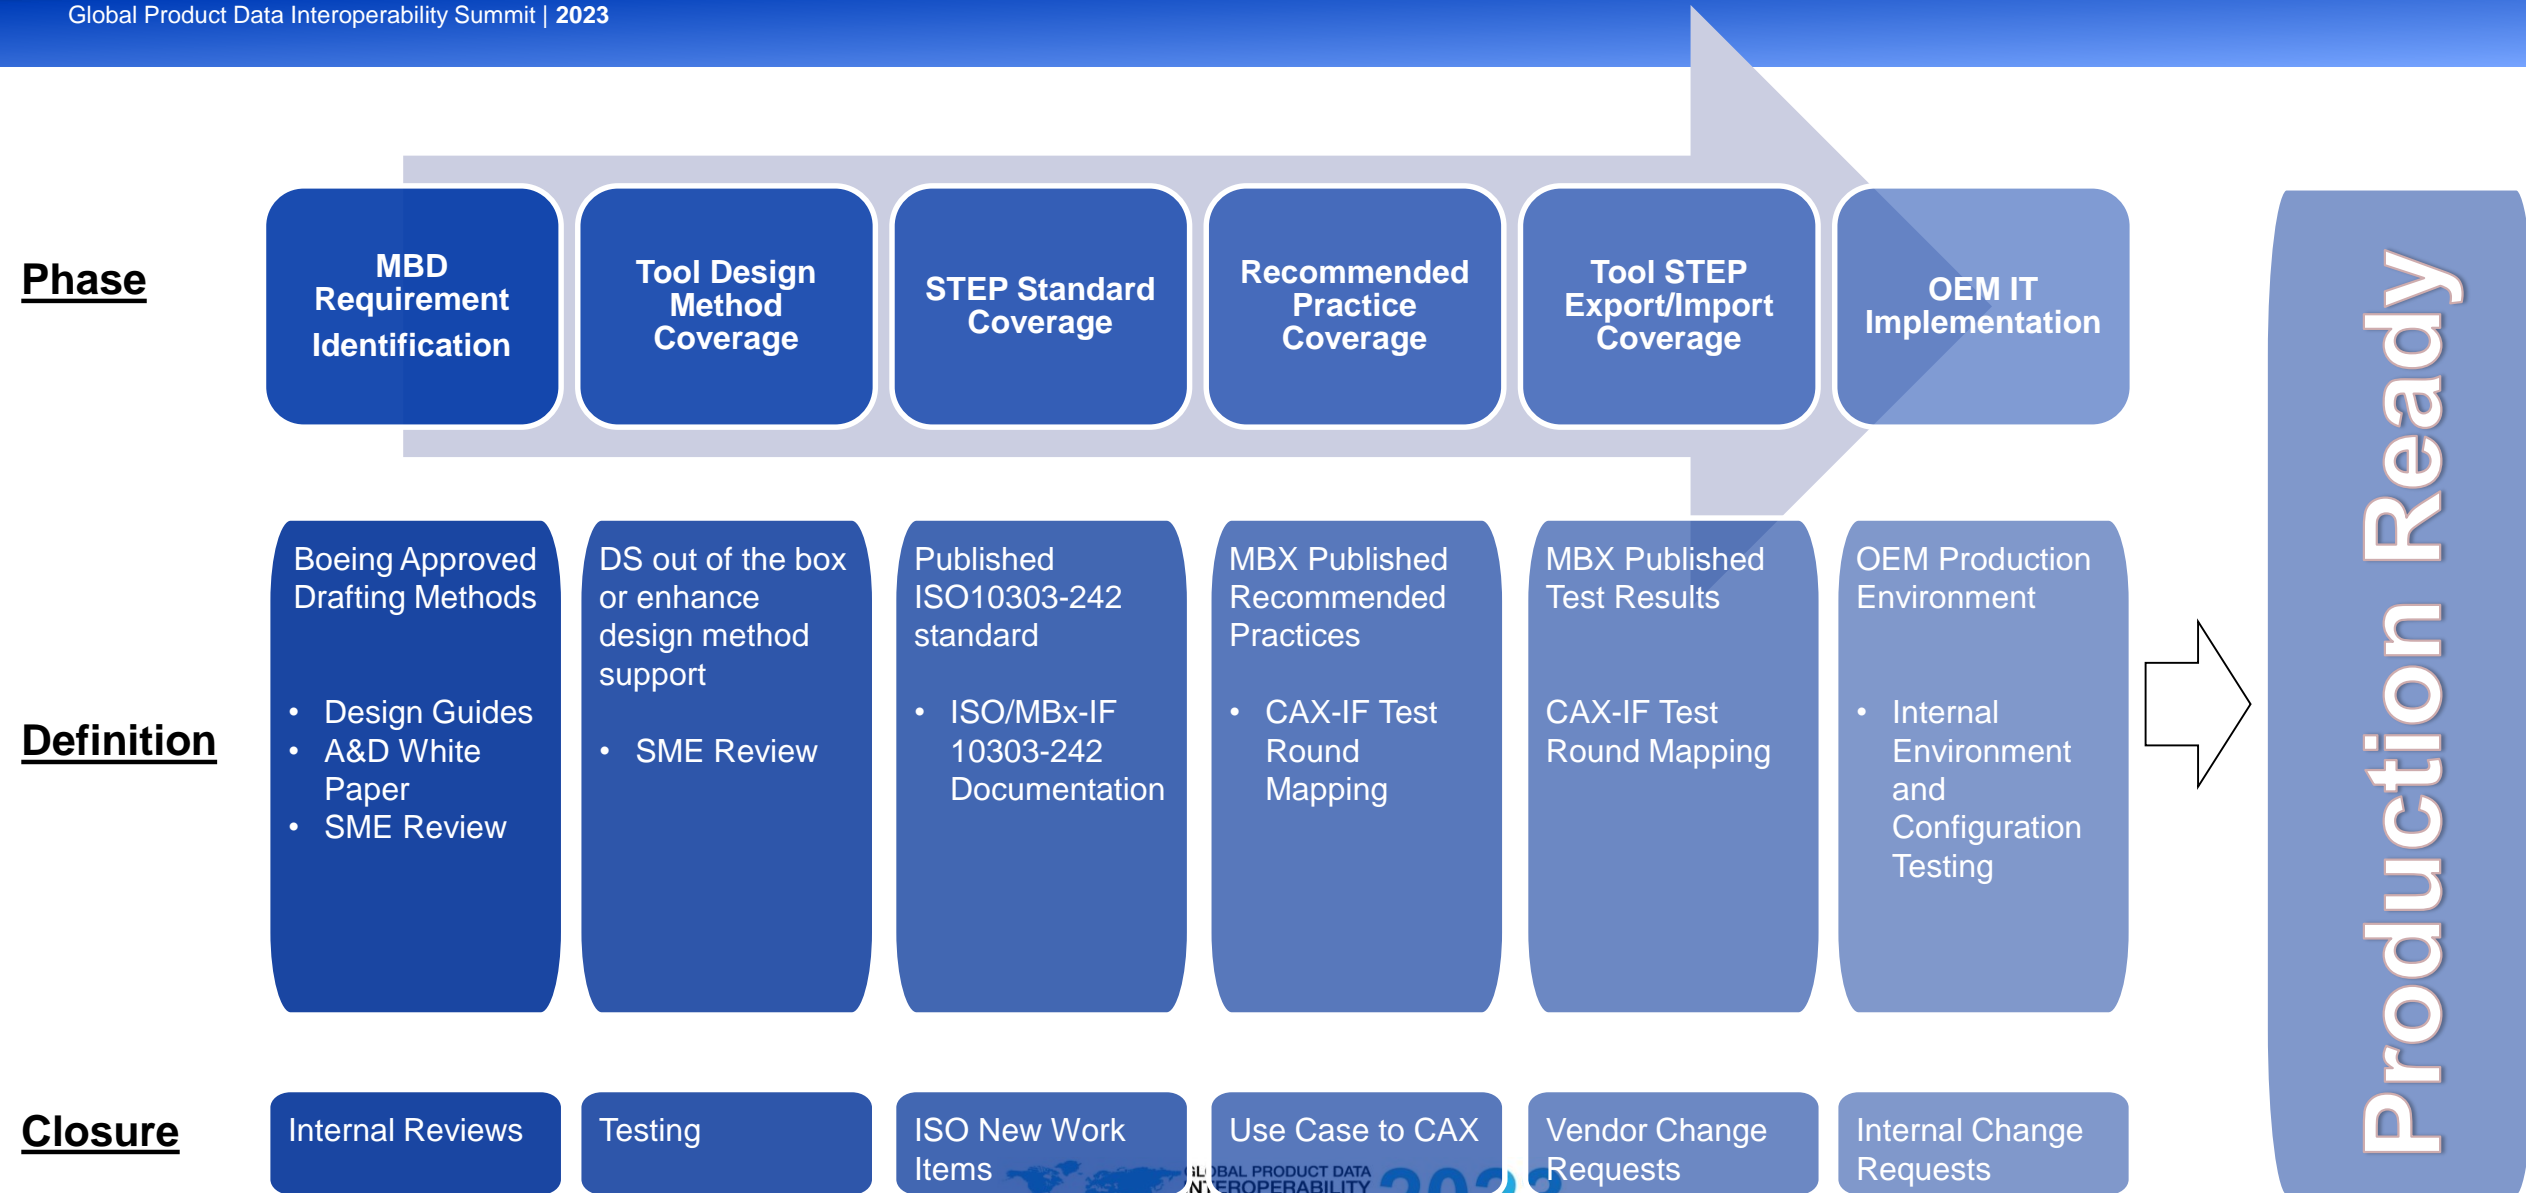 Global Product Data Interoperability Summit | 2023
Phase
MBD
Requirement
Identification
Tool Design
Method
Coverage
STEP Standard
Coverage
Recommended
Practice
Coverage
Tool STEP
Export/Import
Coverage
OEM IT
Implementation
Definition
Boeing Approved
Drafting Methods
• Design Guides
• A&D White
Paper
• SME Review
DS out of the box
or enhance
design method
support
• SME Review
Published
ISO10303-242
standard
• ISO/MBx-IF
10303-242
Documentation
MBX Published
Recommended
Practices
• CAX-IF Test
Round
Mapping
MBX Published
Test Results
CAX-IF Test
Round Mapping
OEM Production
Environment
• Internal
Environment
and
Configuration
Testing
Production Ready
Closure
Internal Reviews
Testing
ISO New Work
Items
Use Case to CAX
Vendor Change
Requests
Internal Change
Requests
GLOBAL PRODUCT DATA
INTEROPERABILITY
2023